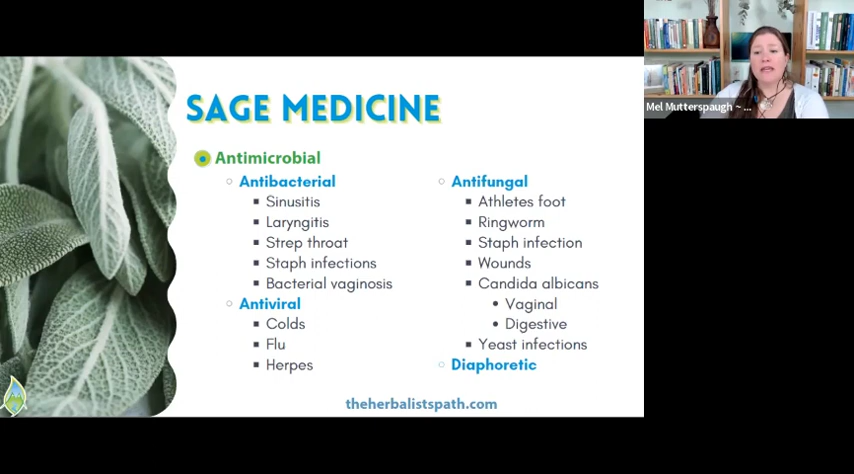 SAGE MEDICINE
Antimicrobial
Antibacterial
Sinusitis
Laryngitis
Strep throat
Staph infections
Bacterial vaginosis
Antiviral
Colds
Flu
Herpes
Antifungal
Athletes foot
Ringworm
Staph infection
Wounds
Candida albicans
Vaginal
Digestive
Yeast infections
Diaphoretic
theherbalistspath.com
Mel Mutterspaugh ~ ...